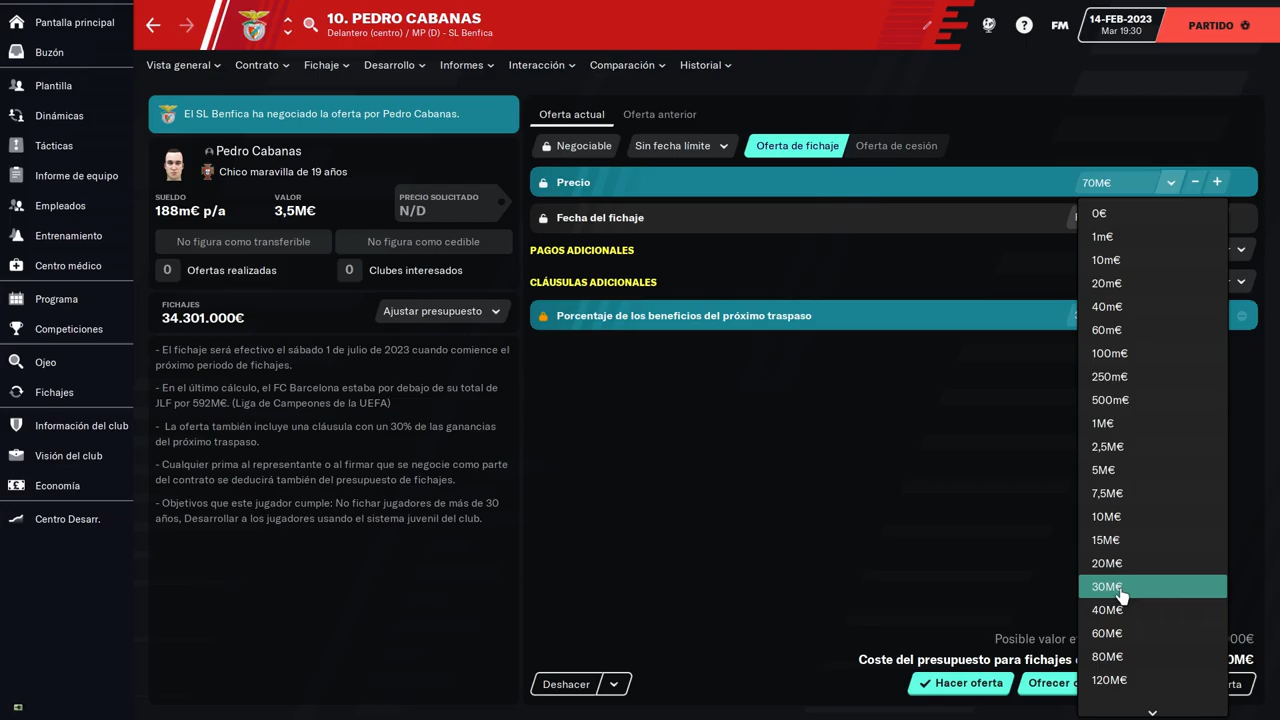 Pantalla principal
Buzón
Plantilla
Dinámicas
Tácticas
Informe de equipo
Empleados
Entrenamiento
Centro médico
Programa
Competiciones
Ojeo
Fichajes
Información del club
Visión del club
Economía
Centro Desarr.
10. PEDRO CABANAS
Delantero (centro) / MP (D) - SL Benfica
FM
14-FEB-2023
Mar 19:30
PARTIDO
Vista general
Contrato
Fichaje
Desarrollo
Informes
Interacción
Comparación
Historial
El SL Benfica ha negociado la oferta por Pedro Cabanas.
Pedro Cabanas
Chico maravilla de 19 años
SUELDO
188m€ p/a
VALOR
3,5M€
PRECIO SOLICITADO
N/D
No figura como transferible
No figura como cedible
0 Ofertas realizadas
0 Clubes interesados
FICHAJES
34.301.000€
Ajustar presupuesto
- El fichaje será efectivo el sábado 1 de julio de 2023 cuando comience el
próximo periodo de fichajes.
- En el último cálculo, el FC Barcelona estaba por debajo de su total de
JLF por 592M€. (Liga de Campeones de la UEFA)
- La oferta también incluye una cláusula con un 30% de las ganancias
del próximo traspaso.
- Cualquier prima al representante o al firmar que se negocie como parte
del contrato se deducirá también del presupuesto de fichajes.
- Objetivos que este jugador cumple: No fichar jugadores de más de 30
años, Desarrollar a los jugadores usando el sistema juvenil del club.
Oferta actual
Oferta anterior
Negociable
Sin fecha límite
Oferta de fichaje
Oferta de cesión
Precio
70M€
Fecha del fichaje
PAGOS ADICIONALES
CLÁUSULAS ADICIONALES
Porcentaje de los beneficios del próximo traspaso
0€
1m€
10m€
20m€
40m€
60m€
100m€
250m€
500m€
1M€
2,5M€
5M€
7,5M€
10M€
15M€
20M€
30M€
40M€
60M€
80M€
120M€
Posible valor
00€
Coste del presupuesto para fichajes
0M€
Deshacer
Hacer oferta
Ofrecer
rta